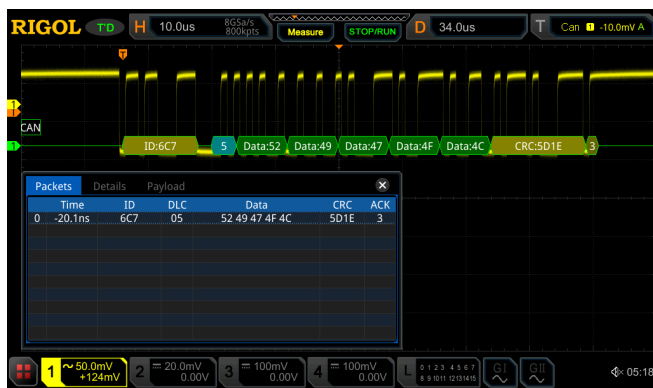 RIGOL T'D H 10.0us 8GSa/s 800kpts Measure STOP/RUN D 34.0us T Can 1 -10.0mV A
T
1
T
CAN
1 ID:6C7 5 Data:52 Data:49 Data:47 Data:4F Data:4C CRC:5D1E 3
Packets Details Payload
Time ID DLC Data CRC ACK
0 -20.1ns 6C7 05 52 49 47 4F 4C 5D1E 3
1 50.0mV +124mV 2 20.0mV 0.00V 3 100mV 0.00V 4 100mV 0.00V L 0 1 2 3 4 5 6 7 8 9 10 11 12 13 14 15 GI GII 05:18